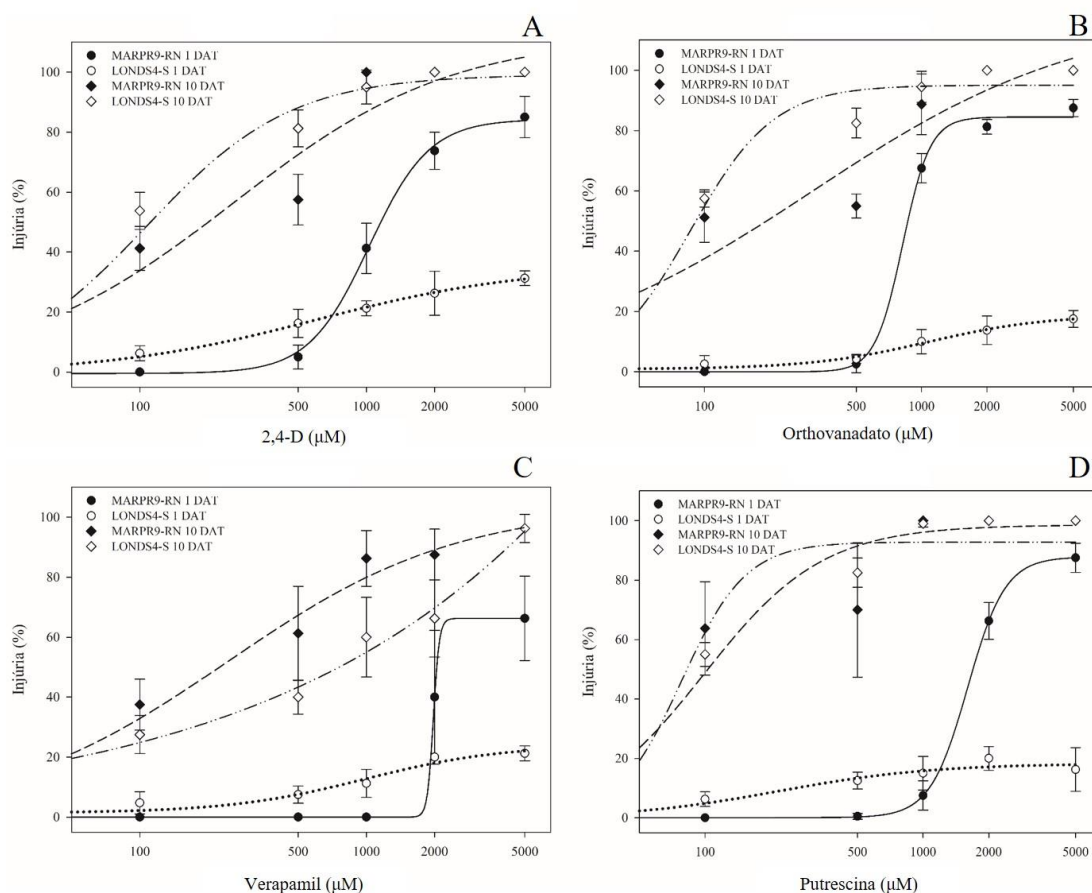 A
MARPR9-RN 1 DAT
LONDS4-S 1 DAT
MARPR9-RN 10 DAT
LONDS4-S 10 DAT
100
80
60
40
20
0
Injúria (%)
100
500
1000
2000
5000
2,4-D (µM)
B
MARPR9-RN 1 DAT
LONDS4-S 1 DAT
MARPR9-RN 10 DAT
LONDS4-S 10 DAT
100
80
60
40
20
0
Injúria (%)
100
500
1000
2000
5000
Orthovanadato (µM)
C
MARPR9-RN 1 DAT
LONDS4-S 1 DAT
MARPR9-RN 10 DAT
LONDS4-S 10 DAT
100
80
60
40
20
0
Injúria (%)
100
500
1000
2000
5000
Verapamil (µM)
D
MARPR9-RN 1 DAT
LONDS4-S 1 DAT
MARPR9-RN 10 DAT
LONDS4-S 10 DAT
100
80
60
40
20
0
Injúria (%)
100
500
1000
2000
5000
Putrescina (µM)